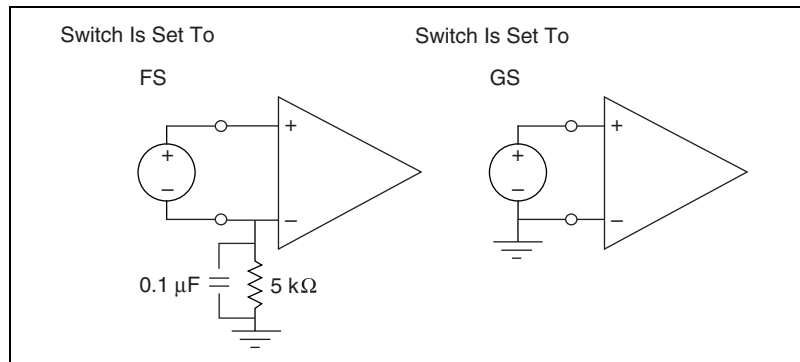 Switch Is Set To
FS
+
−
+
−
0.1 μF
5 kΩ
Switch Is Set To
GS
+
−
+
−